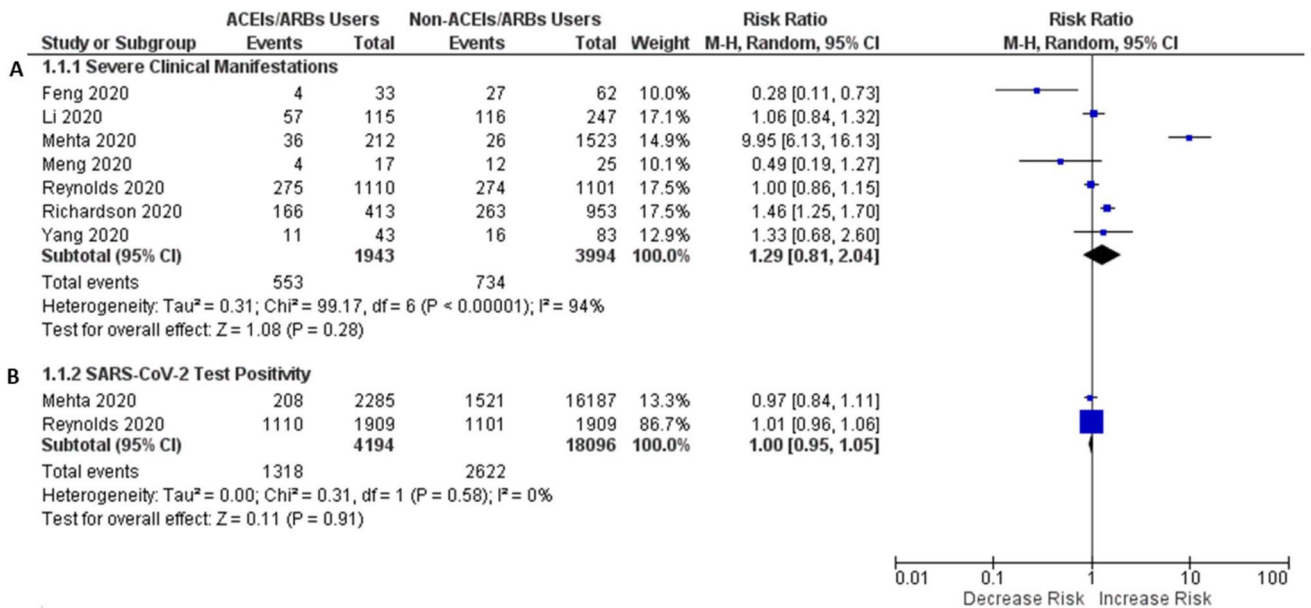 ACEIs/ARBs Users Non-ACEIs/ARBs Users Risk Ratio Risk Ratio
Study or Subgroup Events Total Events Total Weight M-H, Random, 95% CI M-H, Random, 95% CI
A 1.1.1 Severe Clinical Manifestations
Feng 2020 4 33 27 62 10.0% 0.28 [0.11, 0.73]
Li 2020 57 115 116 247 17.1% 1.06 [0.84, 1.32]
Mehta 2020 36 212 26 1523 14.9% 9.95 [6.13, 16.13]
Meng 2020 4 17 12 25 10.1% 0.49 [0.19, 1.27]
Reynolds 2020 275 1110 274 1101 17.5% 1.00 [0.86, 1.15]
Richardson 2020 166 413 263 953 17.5% 1.46 [1.25, 1.70]
Yang 2020 11 43 16 83 12.9% 1.33 [0.68, 2.60]
Subtotal (95% CI) 1943 3994 100.0% 1.29 [0.81, 2.04]
Total events 553 734
Heterogeneity: Tau² = 0.31; Chi² = 99.17, df = 6 (P < 0.00001); I² = 94%
Test for overall effect: Z = 1.08 (P = 0.28)
B 1.1.2 SARS-CoV-2 Test Positivity
Mehta 2020 208 2285 1521 16187 13.3% 0.97 [0.84, 1.11]
Reynolds 2020 1110 1909 1101 1909 86.7% 1.01 [0.96, 1.06]
Subtotal (95% CI) 4194 18096 100.0% 1.00 [0.95, 1.05]
Total events 1318 2622
Heterogeneity: Tau² = 0.00; Chi² = 0.31, df = 1 (P = 0.58); I² = 0%
Test for overall effect: Z = 0.11 (P = 0.91)
0.01 0.1 1 10 100
Decrease Risk Increase Risk